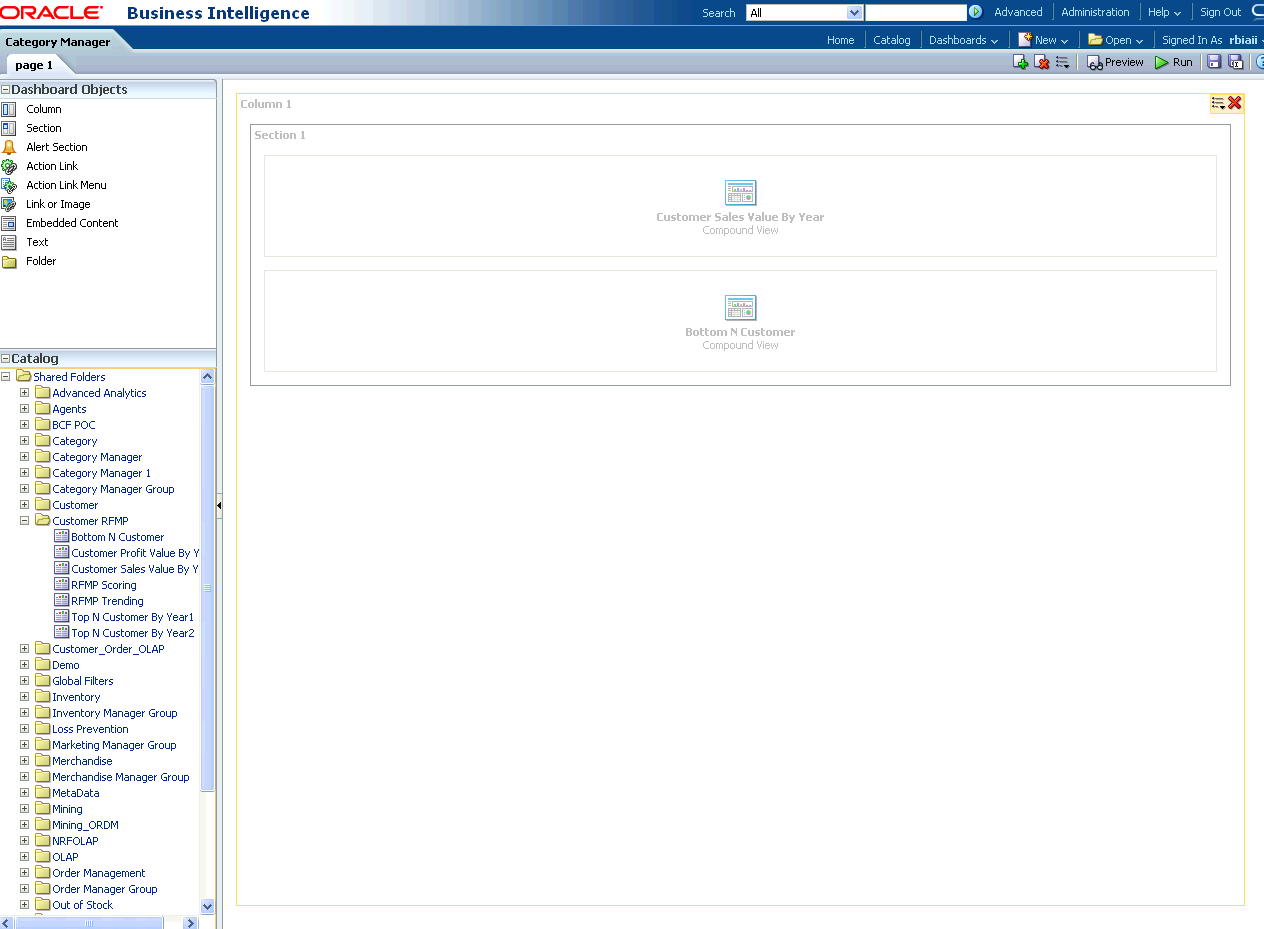 ORACLE Business Intelligence
Search All Advanced Administration Help Sign Out
Category Manager
Home Catalog Dashboards New Open Signed In As rbiaii
page 1
Preview Run
Dashboard Objects
Column
Section
Alert Section
Action Link
Action Link Menu
Link or Image
Embedded Content
Text
Folder
Catalog
Shared Folders
Advanced Analytics
Agents
BCF POC
Category
Category Manager
Category Manager 1
Category Manager Group
Customer
Customer RFMP
Bottom N Customer
Customer Profit Value By Y
Customer Sales Value By Y
RFMP Scoring
RFMP Trending
Top N Customer By Year1
Top N Customer By Year2
Customer_Order_OLAP
Demo
Global Filters
Inventory
Inventory Manager Group
Loss Prevention
Marketing Manager Group
Merchandise
Merchandise Manager Group
MetaData
Mining
Mining_ORDM
NRFOLAP
OLAP
Order Management
Order Manager Group
Out of Stock
Column 1
Section 1
Customer Sales Value By Year
Compound View
Bottom N Customer
Compound View